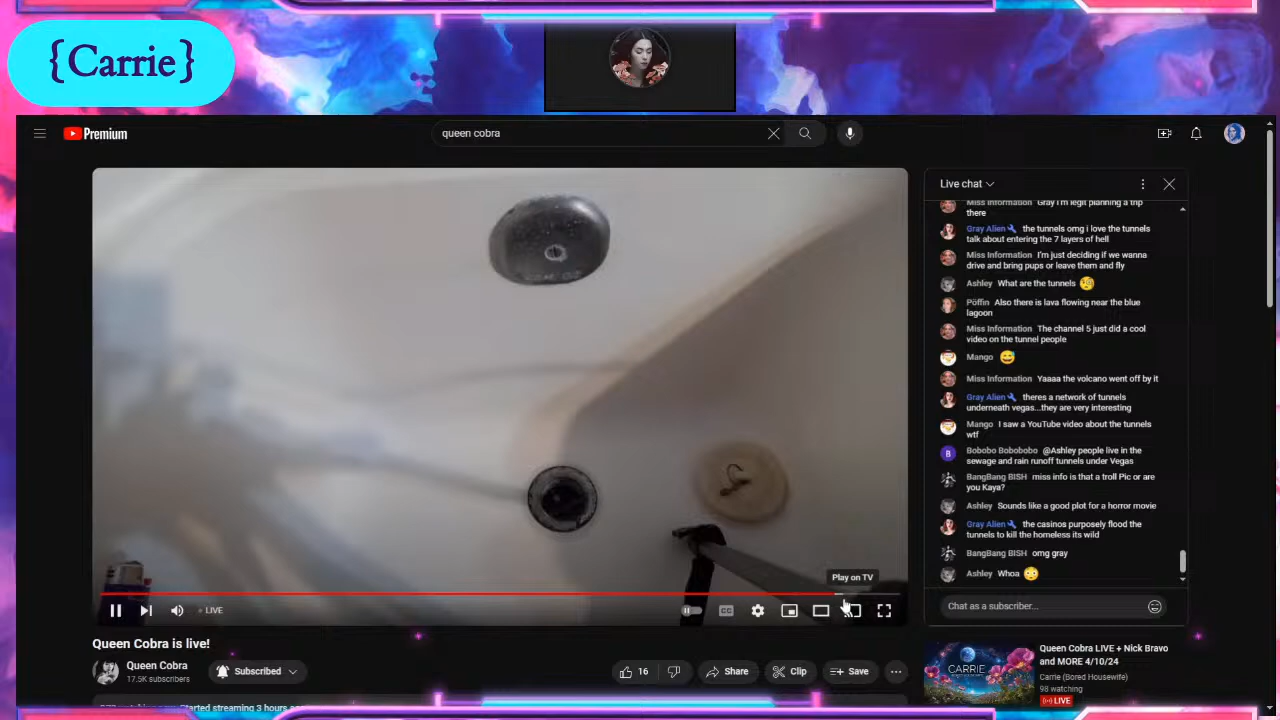 {Carrie}
Premium
queen cobra
Live chat
Miss Information Gray I'm legit planning a trip
there
Gray Alien the tunnels omg i love the tunnels
talk about entering the 7 layers of hell
Miss Information I'm just deciding if we wanna
drive and bring pups or leave them and fly
Ashley What are the tunnels 🧐
Pöffin Also there is lava flowing near the blue
lagoon
Miss Information The channel 5 just did a cool
video on the tunnel people
Mango 😅
Miss Information Yaaaa the volcano went off by it
Gray Alien theres a network of tunnels
underneath vegas...they are very interesting
Mango I saw a YouTube video about the tunnels
wtf
B
Bobobo Bobobobo @Ashley people live in the
sewage and rain runoff tunnels under Vegas
BangBang BISH miss info is that a troll Pic or are
you Kaya?
Ashley Sounds like a good plot for a horror movie
Gray Alien the casinos purposely flood the
tunnels to kill the homeless its wild
BangBang BISH omg gray
Ashley Whoa 😳
Play on TV
LIVE
CC
Chat as a subscriber...
Queen Cobra is live!
Queen Cobra
17.5K subscribers
Subscribed
16
Share
Clip
Save
Started streaming 3 hours
CARRIE
Queen Cobra LIVE + Nick Bravo
and MORE 4/10/24
Carrie (Bored Housewife)
98 watching
LIVE